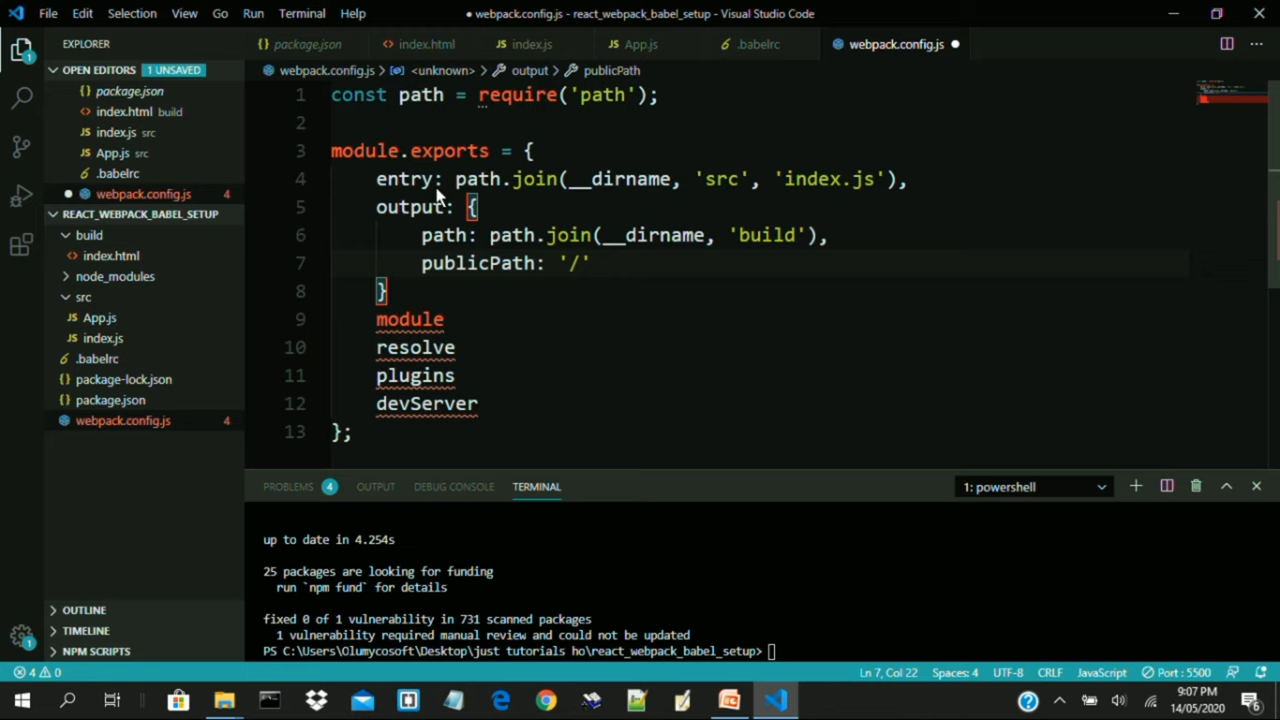 File Edit Selection View Go Run Terminal Help
● webpack.config.js - react_webpack_babel_setup - Visual Studio Code
EXPLORER
{} package.json <> index.html JS index.js JS App.js .babelrc webpack.config.js ●
webpack.config.js > <unknown> > output > publicPath
OPEN EDITORS 1 UNSAVED
{} package.json
<> index.html build
JS index.js src
JS App.js src
.babelrc
● webpack.config.js 4
REACT_WEBPACK_BABEL_SETUP
build
<> index.html
node_modules
src
JS App.js
JS index.js
.babelrc
{} package-lock.json
{} package.json
webpack.config.js 4
OUTLINE
TIMELINE
NPM SCRIPTS
1 const path = require('path');
2
3 module.exports = {
4 entry: path.join(__dirname, 'src', 'index.js'),
5 output: {
6 path: path.join(__dirname, 'build'),
7 publicPath: '/'
8 }
9 module
10 resolve
11 plugins
12 devServer
13 };
PROBLEMS 4 OUTPUT DEBUG CONSOLE TERMINAL 1: powershell
up to date in 4.254s
25 packages are looking for funding
run `npm fund` for details
fixed 0 of 1 vulnerability in 731 scanned packages
1 vulnerability required manual review and could not be updated
PS C:\Users\Olumycosoft\Desktop\just tutorials ho\react_webpack_babel_setup>
4 0 Ln 7, Col 22 Spaces: 4 UTF-8 CRLF JavaScript Port : 5500
9:07 PM
14/05/2020
6